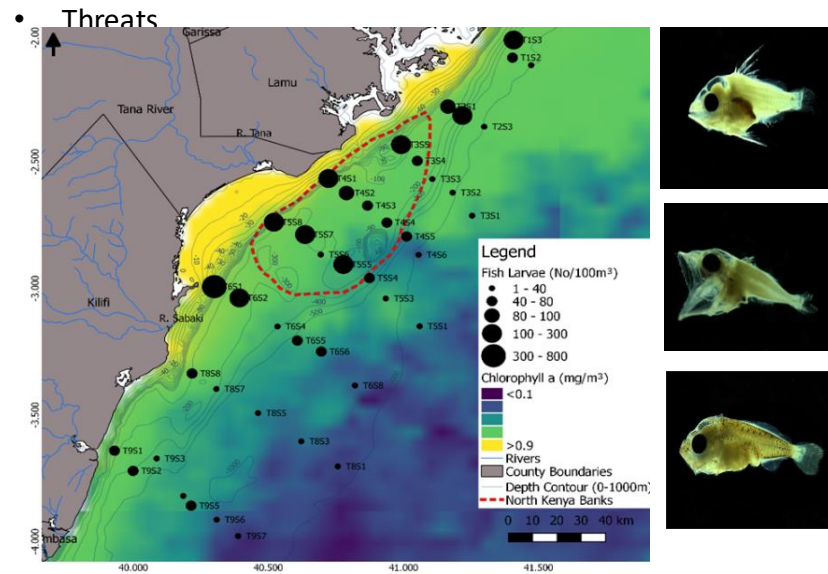 • Threats
-2.00
Garissa
Lamu
Tana River
R. Tana
Kilifi
R. Sabaki
T1S3
T1S2
T2S3
T3S5
T3S4
T3S3
T3S2
T3S1
T4S1
T4S2
T4S3
T4S4
T4S5
T4S6
T5S8
T5S7
T5S5
T5S4
T5S3
T5S1
T6S2
T6S4
T6S5
T6S6
T6S8
T8S8
T8S7
T8S5
T8S3
T8S1
T9S1
T9S2
T9S3
T9S5
T9S6
T9S7
-2.500
-3.000
-3.500
-4.000
mbasa
40.000
40.500
41.000
41.500
Legend
Fish Larvae (No/100m³)
1 - 40
40 - 80
80 - 100
100 - 300
300 - 800
Chlorophyll a (mg/m³)
<0.1
>0.9
Rivers
County Boundaries
Depth Contour (0-1000m)
North Kenya Banks
0 10 20 30 40 km